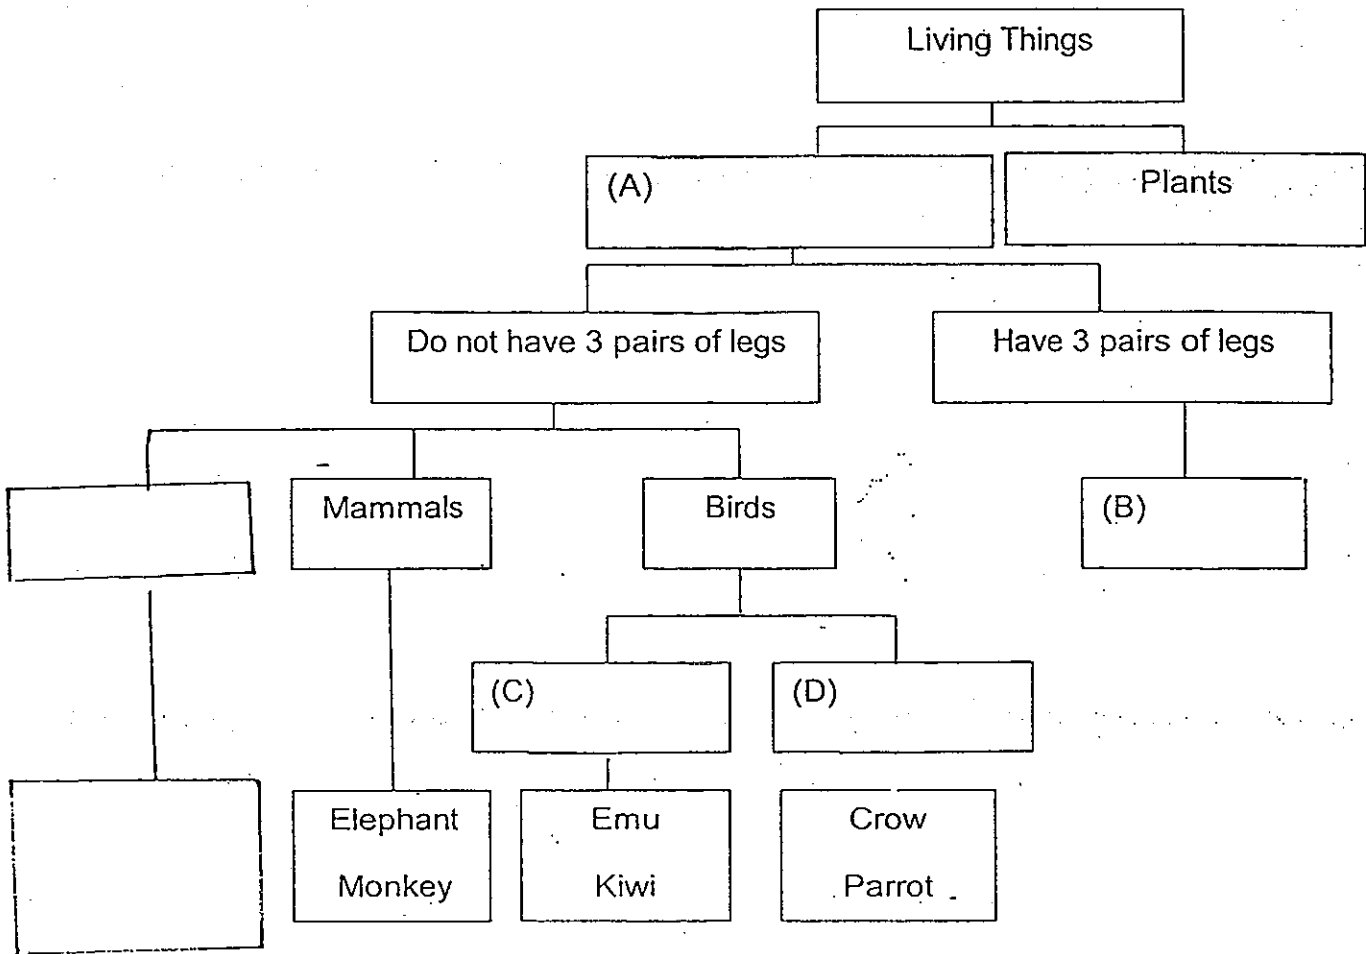 Living Things
(A)
Plants
Do not have 3 pairs of legs
Have 3 pairs of legs
Mammals
Birds
(B)
(C)
(D)
Elephant
Monkey
Emu
Kiwi
Crow
Parrot